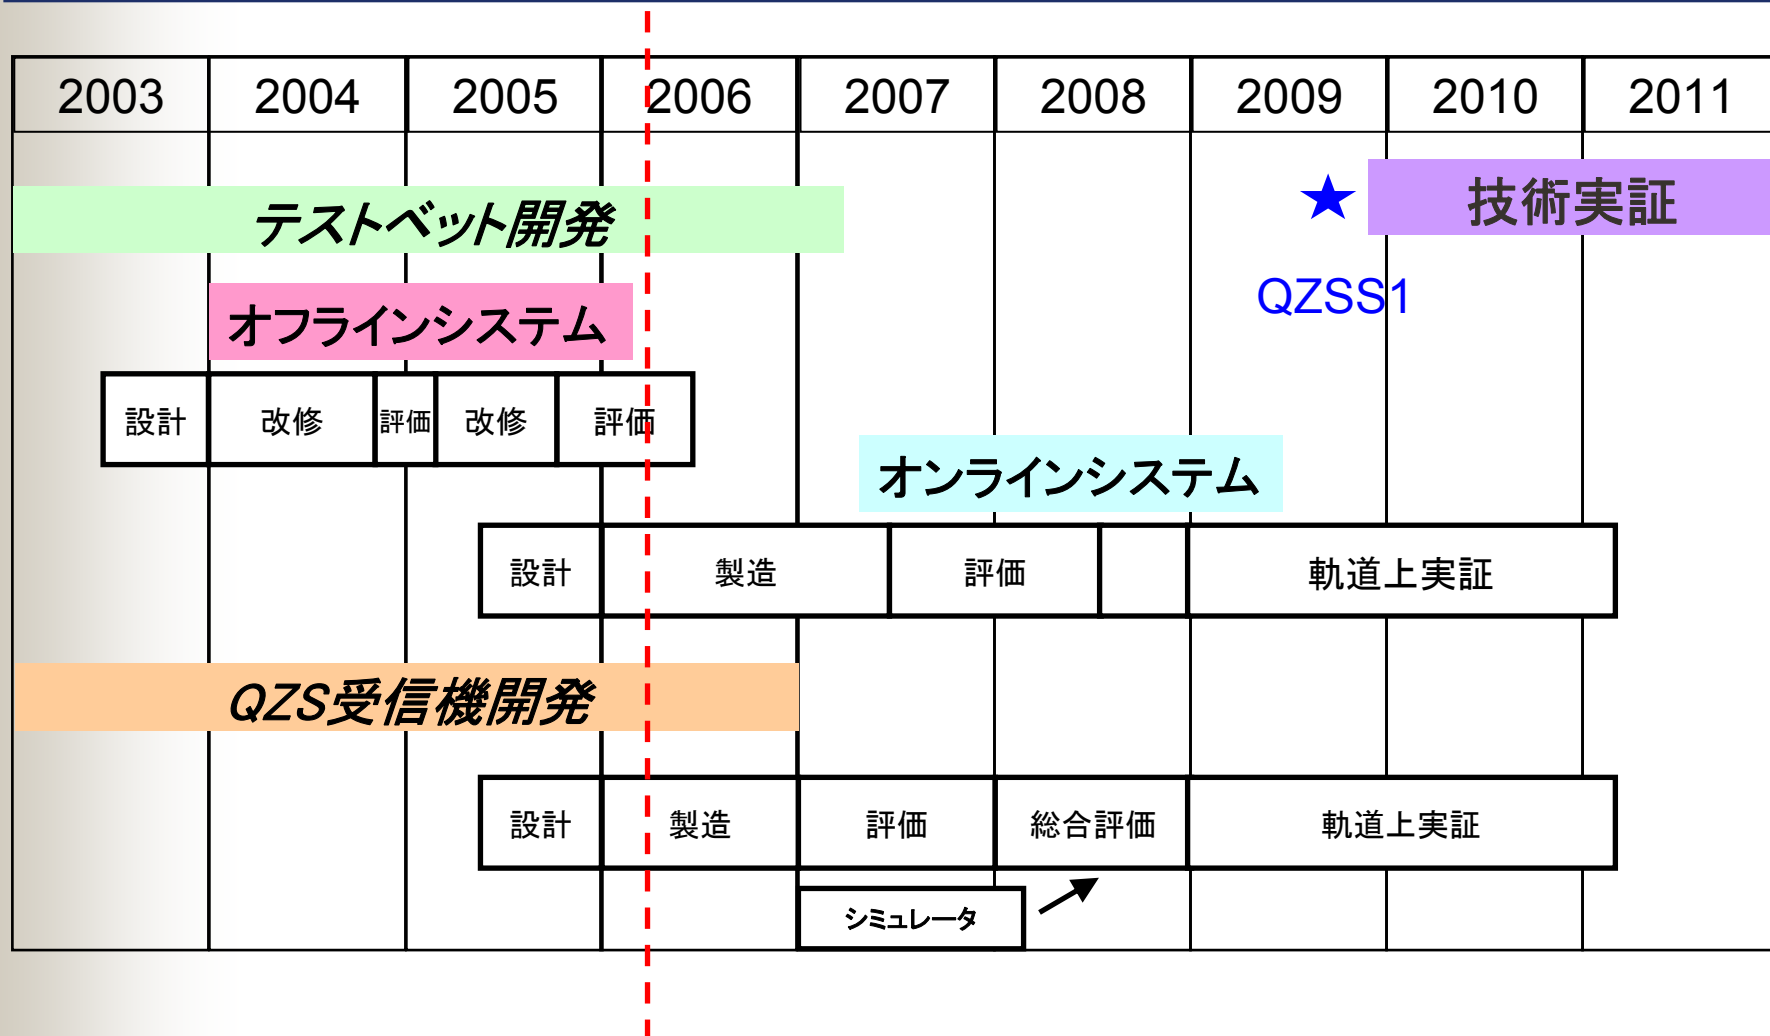 2003 2004 2005 2006 2007 2008 2009 2010 2011
★ 技術実証
テストベット開発
QZSS1
オフラインシステム
設計 改修 評価 改修 評価
オンラインシステム
設計 製造 評価 軌道上実証
QZS受信機開発
設計 製造 評価 総合評価 軌道上実証
シミュレータ